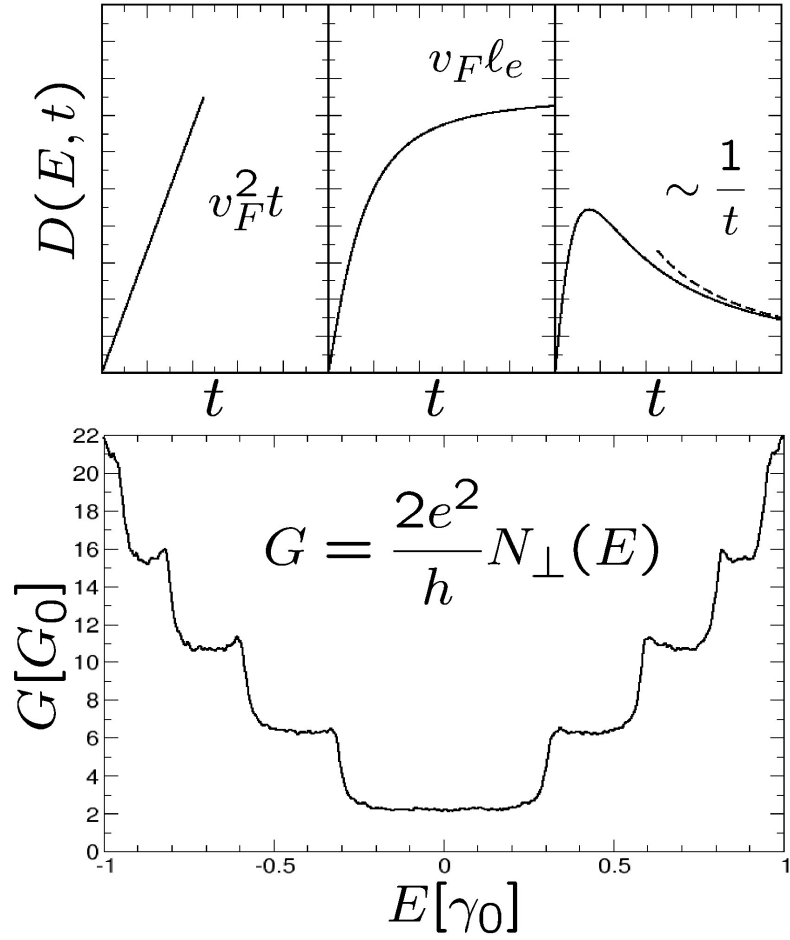 D(E, t)
v_F^2 t
v_F ℓ_e
∼ 1/t
t t t
G[G_0]
22
20
18
16
14
12
10
8
6
4
2
0
G = 2e^2/h N_⊥(E)
-1 -0.5 0 0.5 1
E[γ_0]